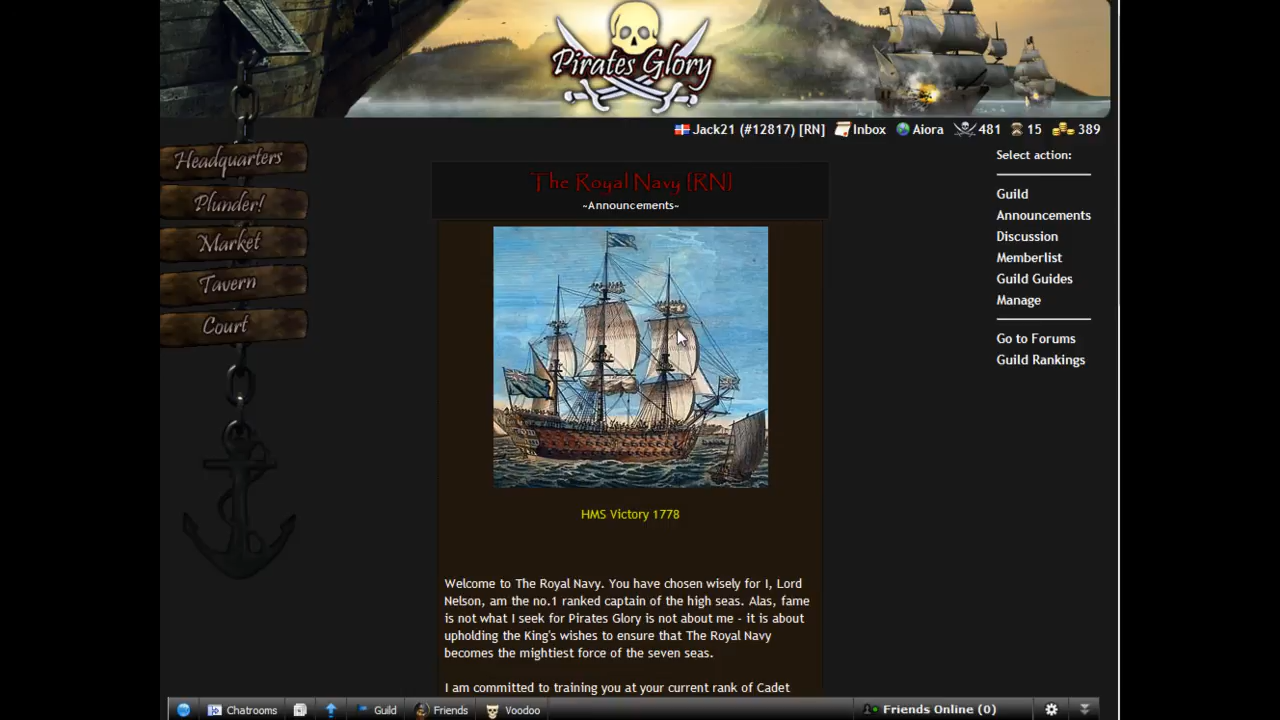 Pirates Glory
Jack21 (#12817) [RN] Inbox Aiora 481 15 389
Headquarters
Plunder!
Market
Tavern
Court
The Royal Navy [RN]
~Announcements~
HMS Victory 1778
Welcome to The Royal Navy. You have chosen wisely for I, Lord
Nelson, am the no.1 ranked captain of the high seas. Alas, fame
is not what I seek for Pirates Glory is not about me - it is about
upholding the King's wishes to ensure that The Royal Navy
becomes the mightiest force of the seven seas.
I am committed to training you at your current rank of Cadet
Select action:
Guild
Announcements
Discussion
Memberlist
Guild Guides
Manage
Go to Forums
Guild Rankings
Chatrooms Guild Friends Voodoo Friends Online (0)